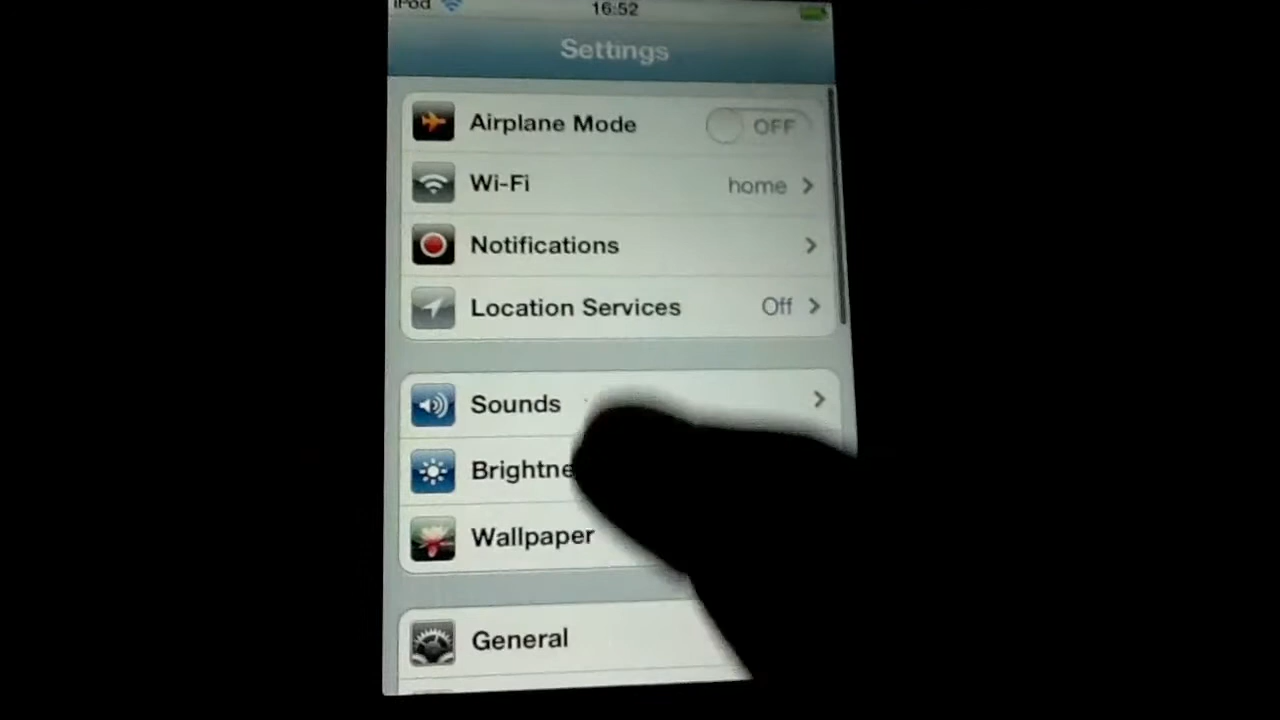 iPod 16:52
Settings
Airplane Mode OFF
Wi-Fi home
Notifications
Location Services Off
Sounds
Brightne
Wallpaper
General